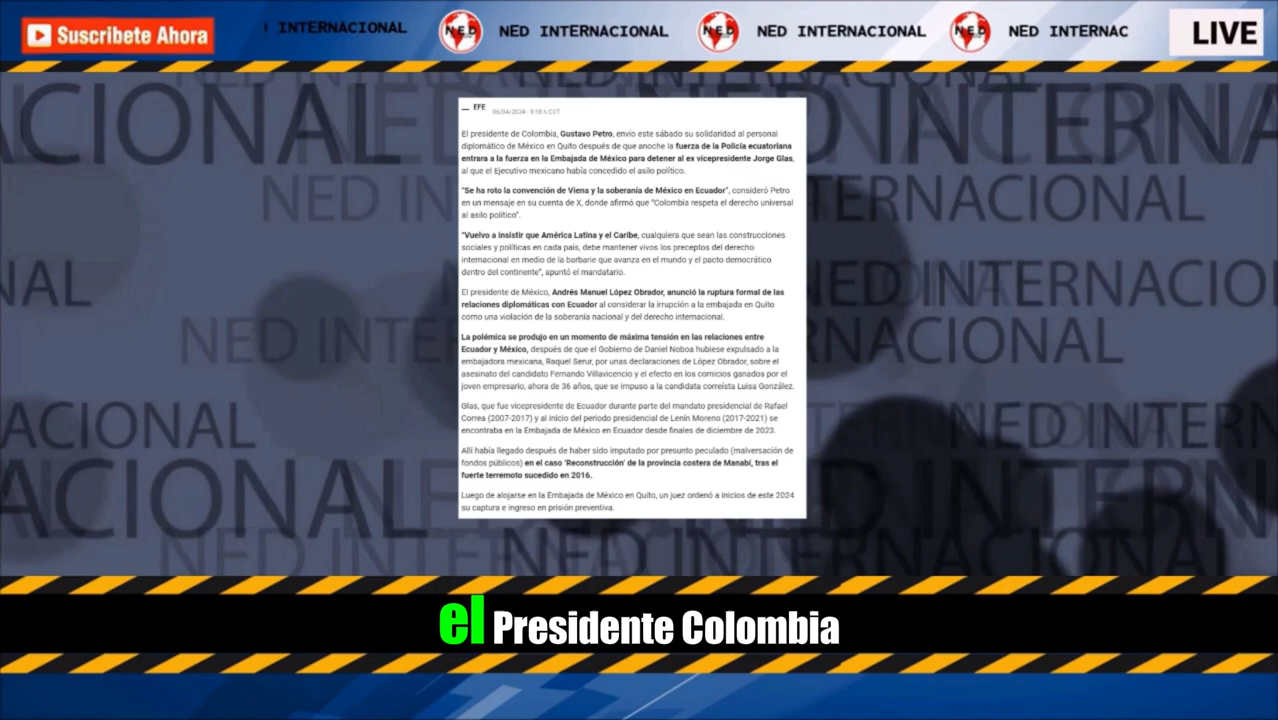 Suscribete Ahora
INTERNACIONAL
NED
NED INTERNACIONAL
NED
NED INTERNACIONAL
NED
NED INTERNAC
LIVE
EFE
06/04/2024 - 9:18 h COT
El presidente de Colombia, Gustavo Petro, envío este sábado su solidaridad al personal
diplomático de México en Quito después de que anoche la fuerza de la Policía ecuatoriana
entrara a la fuerza en la Embajada de México para detener al ex vicepresidente Jorge Glas,
al que el Ejecutivo mexicano había concedido el asilo político.
"Se ha roto la convención de Viena y la soberanía de México en Ecuador", consideró Petro
en un mensaje en su cuenta de X, donde afirmó que "Colombia respeta el derecho universal
al asilo político".
"Vuelvo a insistir que América Latina y el Caribe, cualquiera que sean las construcciones
sociales y políticas en cada país, debe mantener vivos los preceptos del derecho
internacional en medio de la barbarie que avanza en el mundo y el pacto democrático
dentro del continente", apuntó el mandatario.
El presidente de México, Andrés Manuel López Obrador, anunció la ruptura formal de las
relaciones diplomáticas con Ecuador al considerar la irrupción a la embajada en Quito
como una violación de la soberanía nacional y del derecho internacional.
La polémica se produjo en un momento de máxima tensión en las relaciones entre
Ecuador y México, después de que el Gobierno de Daniel Noboa hubiese expulsado a la
embajadora mexicana, Raquel Serur, por unas declaraciones de López Obrador, sobre el
asesinato del candidato Fernando Villavicencio y el efecto en los comicios ganados por el
joven empresario, ahora de 36 años, que se impuso a la candidata correísta Luisa González.
Glas, que fue vicepresidente de Ecuador durante parte del mandato presidencial de Rafael
Correa (2007-2017) y al inicio del periodo presidencial de Lenín Moreno (2017-2021) se
encontraba en la Embajada de México en Ecuador desde finales de diciembre de 2023.
Allí había llegado después de haber sido imputado por presunto peculado (malversación de
fondos públicos) en el caso 'Reconstrucción' de la provincia costera de Manabí, tras el
fuerte terremoto sucedido en 2016.
Luego de alojarse en la Embajada de México en Quito, un juez ordenó a inicios de este 2024
su captura e ingreso en prisión preventiva.
el Presidente Colombia